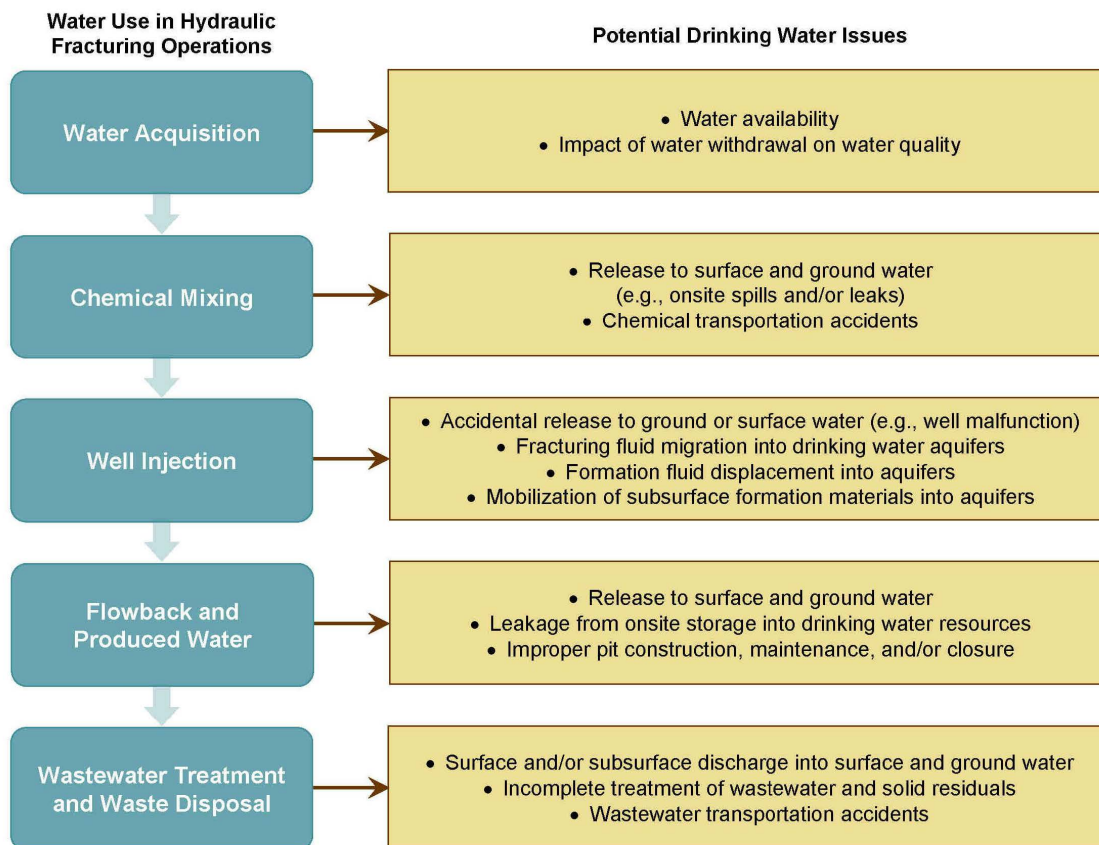 Water Use in Hydraulic
Fracturing Operations
Potential Drinking Water Issues
Water Acquisition
• Water availability
• Impact of water withdrawal on water quality
Chemical Mixing
• Release to surface and ground water
(e.g., onsite spills and/or leaks)
• Chemical transportation accidents
Well Injection
• Accidental release to ground or surface water (e.g., well malfunction)
• Fracturing fluid migration into drinking water aquifers
• Formation fluid displacement into aquifers
• Mobilization of subsurface formation materials into aquifers
Flowback and
Produced Water
• Release to surface and ground water
• Leakage from onsite storage into drinking water resources
• Improper pit construction, maintenance, and/or closure
Wastewater Treatment
and Waste Disposal
• Surface and/or subsurface discharge into surface and ground water
• Incomplete treatment of wastewater and solid residuals
• Wastewater transportation accidents